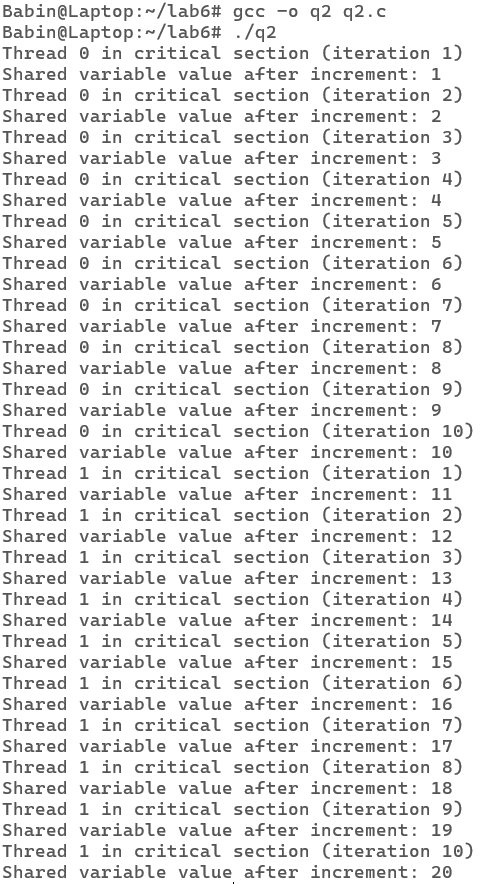 Babin@Laptop:~/lab6# gcc -o q2 q2.c
Babin@Laptop:~/lab6# ./q2
Thread 0 in critical section (iteration 1)
Shared variable value after increment: 1
Thread 0 in critical section (iteration 2)
Shared variable value after increment: 2
Thread 0 in critical section (iteration 3)
Shared variable value after increment: 3
Thread 0 in critical section (iteration 4)
Shared variable value after increment: 4
Thread 0 in critical section (iteration 5)
Shared variable value after increment: 5
Thread 0 in critical section (iteration 6)
Shared variable value after increment: 6
Thread 0 in critical section (iteration 7)
Shared variable value after increment: 7
Thread 0 in critical section (iteration 8)
Shared variable value after increment: 8
Thread 0 in critical section (iteration 9)
Shared variable value after increment: 9
Thread 0 in critical section (iteration 10)
Shared variable value after increment: 10
Thread 1 in critical section (iteration 1)
Shared variable value after increment: 11
Thread 1 in critical section (iteration 2)
Shared variable value after increment: 12
Thread 1 in critical section (iteration 3)
Shared variable value after increment: 13
Thread 1 in critical section (iteration 4)
Shared variable value after increment: 14
Thread 1 in critical section (iteration 5)
Shared variable value after increment: 15
Thread 1 in critical section (iteration 6)
Shared variable value after increment: 16
Thread 1 in critical section (iteration 7)
Shared variable value after increment: 17
Thread 1 in critical section (iteration 8)
Shared variable value after increment: 18
Thread 1 in critical section (iteration 9)
Shared variable value after increment: 19
Thread 1 in critical section (iteration 10)
Shared variable value after increment: 20